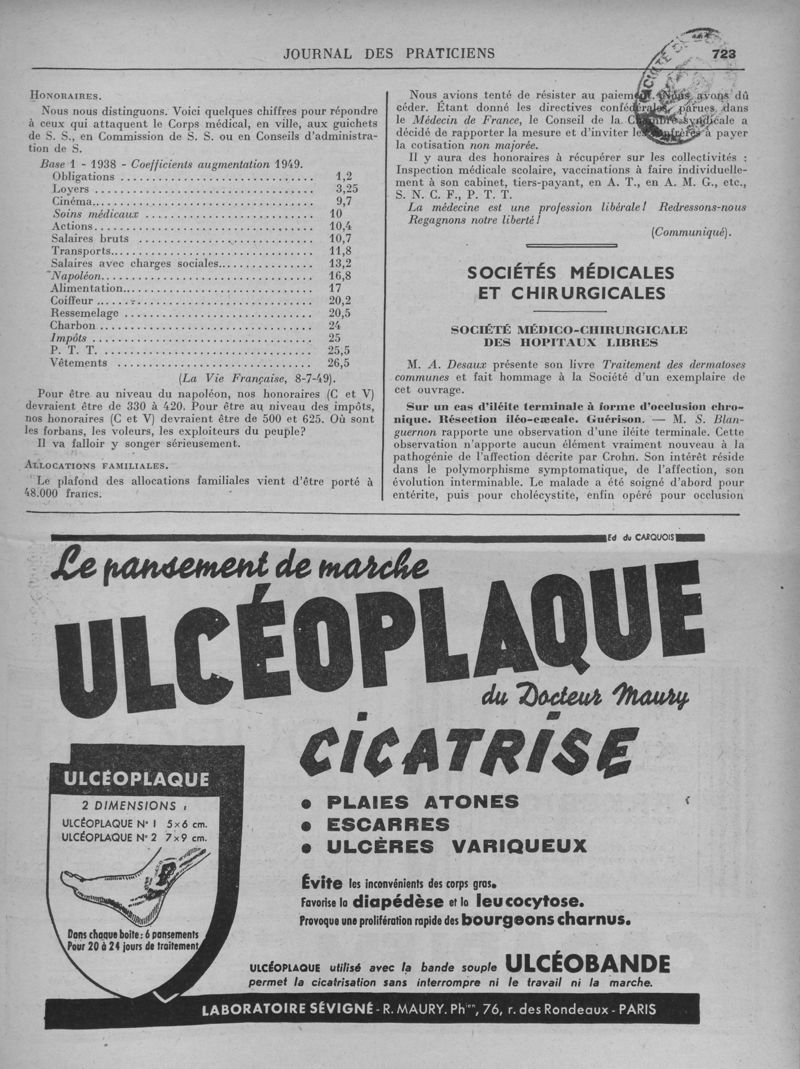 JOURNAL DES PRATICIENS
723
HONORAIRES.
Nous nous distinguons. Voici quelques chiffres pour répondre
à ceux qui attaquent le Corps médical, en ville, aux guichets
de S. S., en Commission de S. S. ou en Conseils d'administra-
tion de S.
Base 1 - 1938 - Coefficients augmentation 1949.
Obligations ................................ 1,2
Loyers .................................... 3,25
Cinéma..................................... 9,7
Soins médicaux ............................ 10
Actions.................................... 10,4
Salaires bruts ............................ 10,7
Transports................................. 11,8
Salaires avec charges sociales............... 13,2
Napoléon................................... 16,8
Alimentation............................... 17
Coiffeur .................................. 20,2
Ressemelage ............................... 20,5
Charbon ................................... 24
Impôts .................................... 25
P. T. T. .................................. 25,5
Vêtements ................................. 26,5
(La Vie Française, 8-7-49).
Pour être au niveau du napoléon, nos honoraires (C et V)
devraient être de 330 à 420. Pour être au niveau des impôts,
nos honoraires (C et V) devraient être de 500 et 625. Où sont
les forbans, les voleurs, les exploiteurs du peuple?
Il va falloir y songer sérieusement.
ALLOCATIONS FAMILIALES.
Le plafond des allocations familiales vient d'être porté à
48.000 francs.
Nous avions tenté de résister au paiement. Nous avons dû
céder. Étant donné les directives confédérales parues dans
le Médecin de France, le Conseil de la Chambre syndicale a
décidé de rapporter la mesure et d'inviter les confrères à payer
la cotisation non majorée.
Il y aura des honoraires à récupérer sur les collectivités :
Inspection médicale scolaire, vaccinations à faire individuelle-
ment à son cabinet, tiers-payant, en A. T., en A. M. G., etc.,
S. N. C. F., P. T. T.
La médecine est une profession libérale! Redressons-nous
Regagnons notre liberté!
(Communiqué).
SOCIÉTÉS MÉDICALES
ET CHIRURGICALES
SOCIÉTÉ MÉDICO-CHIRURGICALE
DES HOPITAUX LIBRES
M. A. Desaux présente son livre Traitement des dermatoses
communes et fait hommage à la Société d'un exemplaire de
cet ouvrage.
Sur un cas d'iléite terminale à forme d'occlusion chro-
nique. Résection iléo-cæcale. Guérison. — M. S. Blan-
guernon rapporte une observation d'une iléite terminale. Cette
observation n'apporte aucun élément vraiment nouveau à la
pathogénie de l'affection décrite par Crohn. Son intérêt réside
dans le polymorphisme symptomatique, de l'affection, son
évolution interminable. Le malade a été soigné d'abord pour
entérite, puis pour cholécystite, enfin opéré pour occlusion
Ed du CARQUOIS
Le pansement de marche
ULCÉOPLAQUE
du Docteur Maury
CICATRISE
• PLAIES ATONES
• ESCARRES
• ULCÈRES VARIQUEUX
Évite les inconvénients des corps gras.
Favorise la diapédèse et la leucocytose.
Provoque une prolifération rapide des bourgeons charnus.
ULCÉOPLAQUE
2 DIMENSIONS :
ULCÉOPLAQUE N° 1 5×6 cm.
ULCÉOPLAQUE N° 2 7×9 cm.
Dans chaque boite : 6 pansements
Pour 20 à 24 jours de traitement
ULCÉOPLAQUE utilisé avec la bande souple ULCÉOBANDE
permet la cicatrisation sans interrompre ni le travail ni la marche.
LABORATOIRE SÉVIGNÉ - R. MAURY. Phien, 76, r. des Rondeaux - PARIS